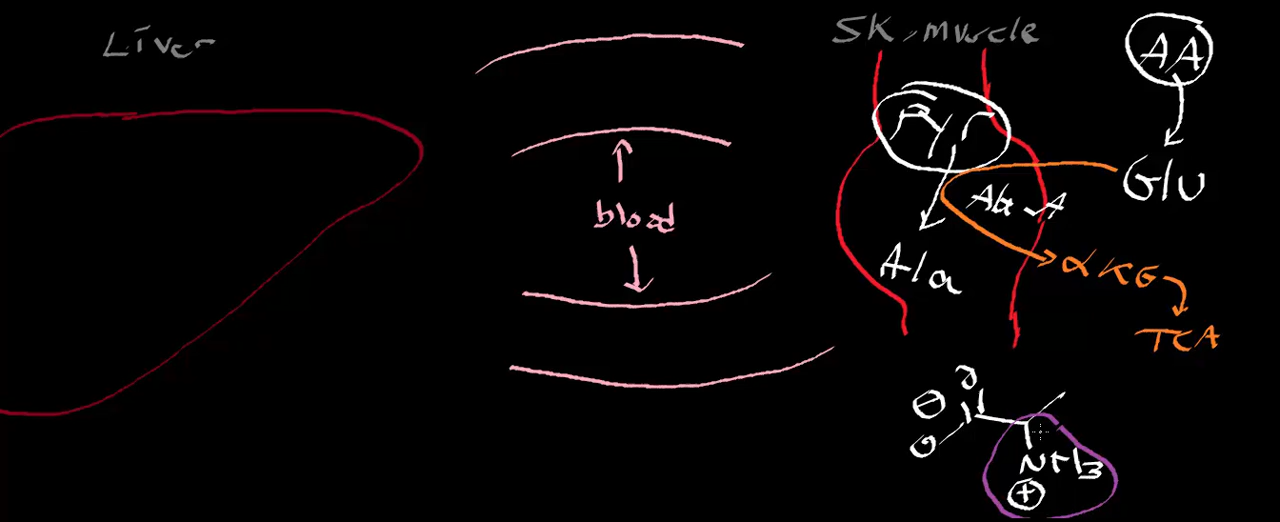 Liver
SK. muscle
AA
Pyr
Glu
blood
Ala
αKG
TCA
O
⊖
O
NH3
⊕